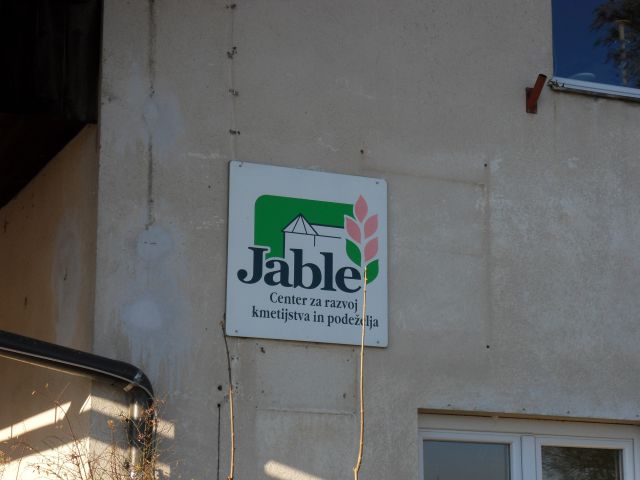 Jable
Center za razvoj
kmetijstva in podeželja